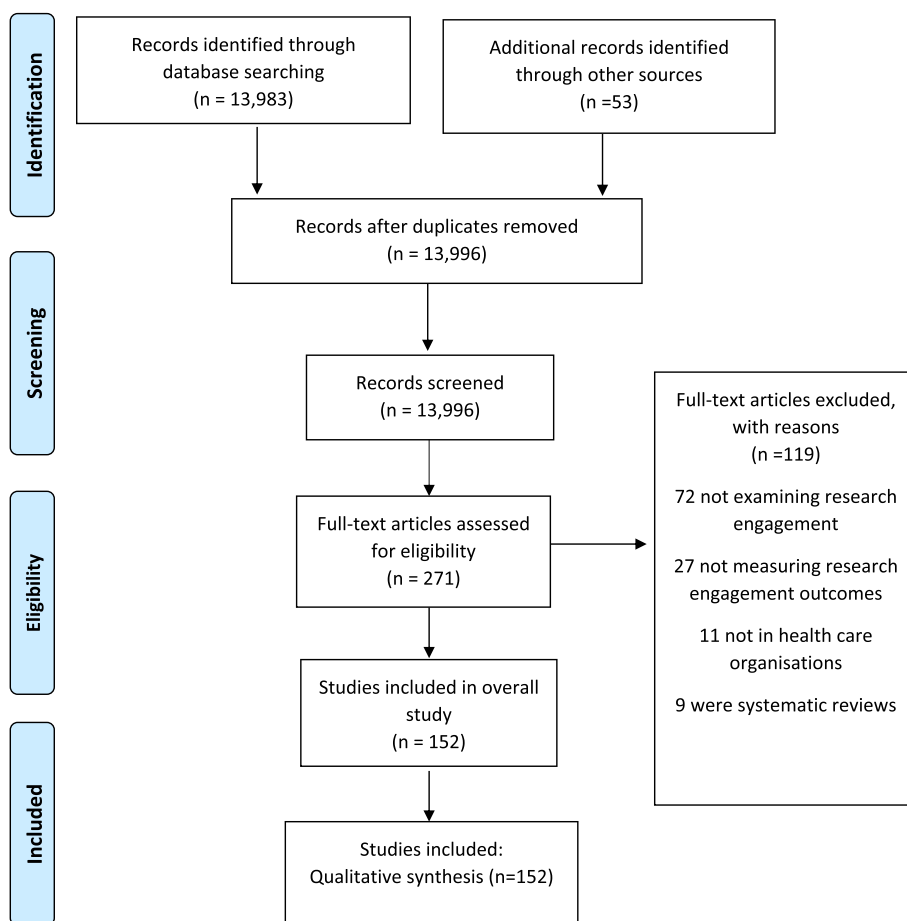 Identification
Records identified through
database searching
(n = 13,983)
Additional records identified
through other sources
(n =53)
Records after duplicates removed
(n = 13,996)
Screening
Records screened
(n = 13,996)
Full-text articles excluded,
with reasons
(n =119)
72 not examining research
engagement
27 not measuring research
engagement outcomes
11 not in health care
organisations
9 were systematic reviews
Eligibility
Full-text articles assessed
for eligibility
(n = 271)
Studies included in overall
study
(n = 152)
Included
Studies included:
Qualitative synthesis (n=152)